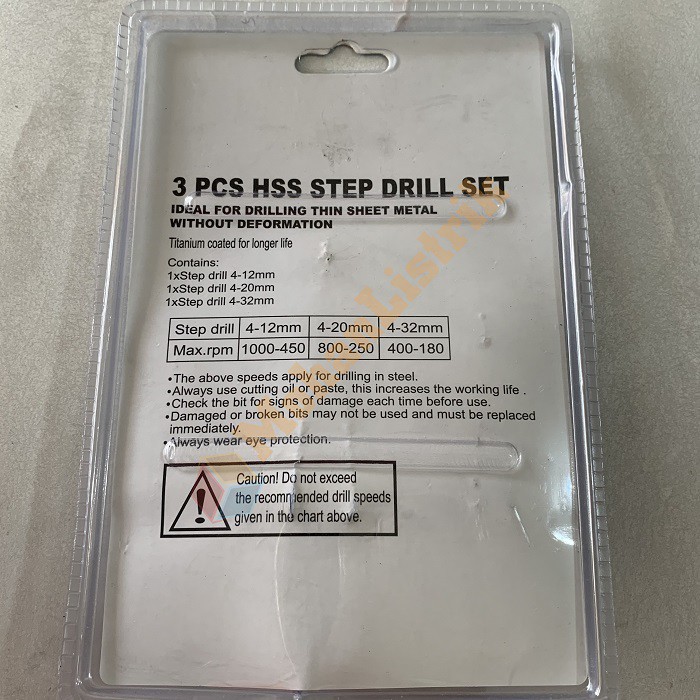 3 PCS HSS STEP DRILL SET
IDEAL FOR DRILLING THIN SHEET METAL
WITHOUT DEFORMATION
Titanium coated for longer life
Contains:
1xStep drill 4-12mm
1xStep drill 4-20mm
1xStep drill 4-32mm
Step drill 4-12mm 4-20mm 4-32mm
Max.rpm 1000-450 800-250 400-180
•The above speeds apply for drilling in steel.
•Always use cutting oil or paste, this increases the working life .
•Check the bit for signs of damage each time before use.
•Damaged or broken bits may not be used and must be replaced
immediately.
•Always wear eye protection.
Caution! Do not exceed
the recommended drill speeds
given in the chart above.